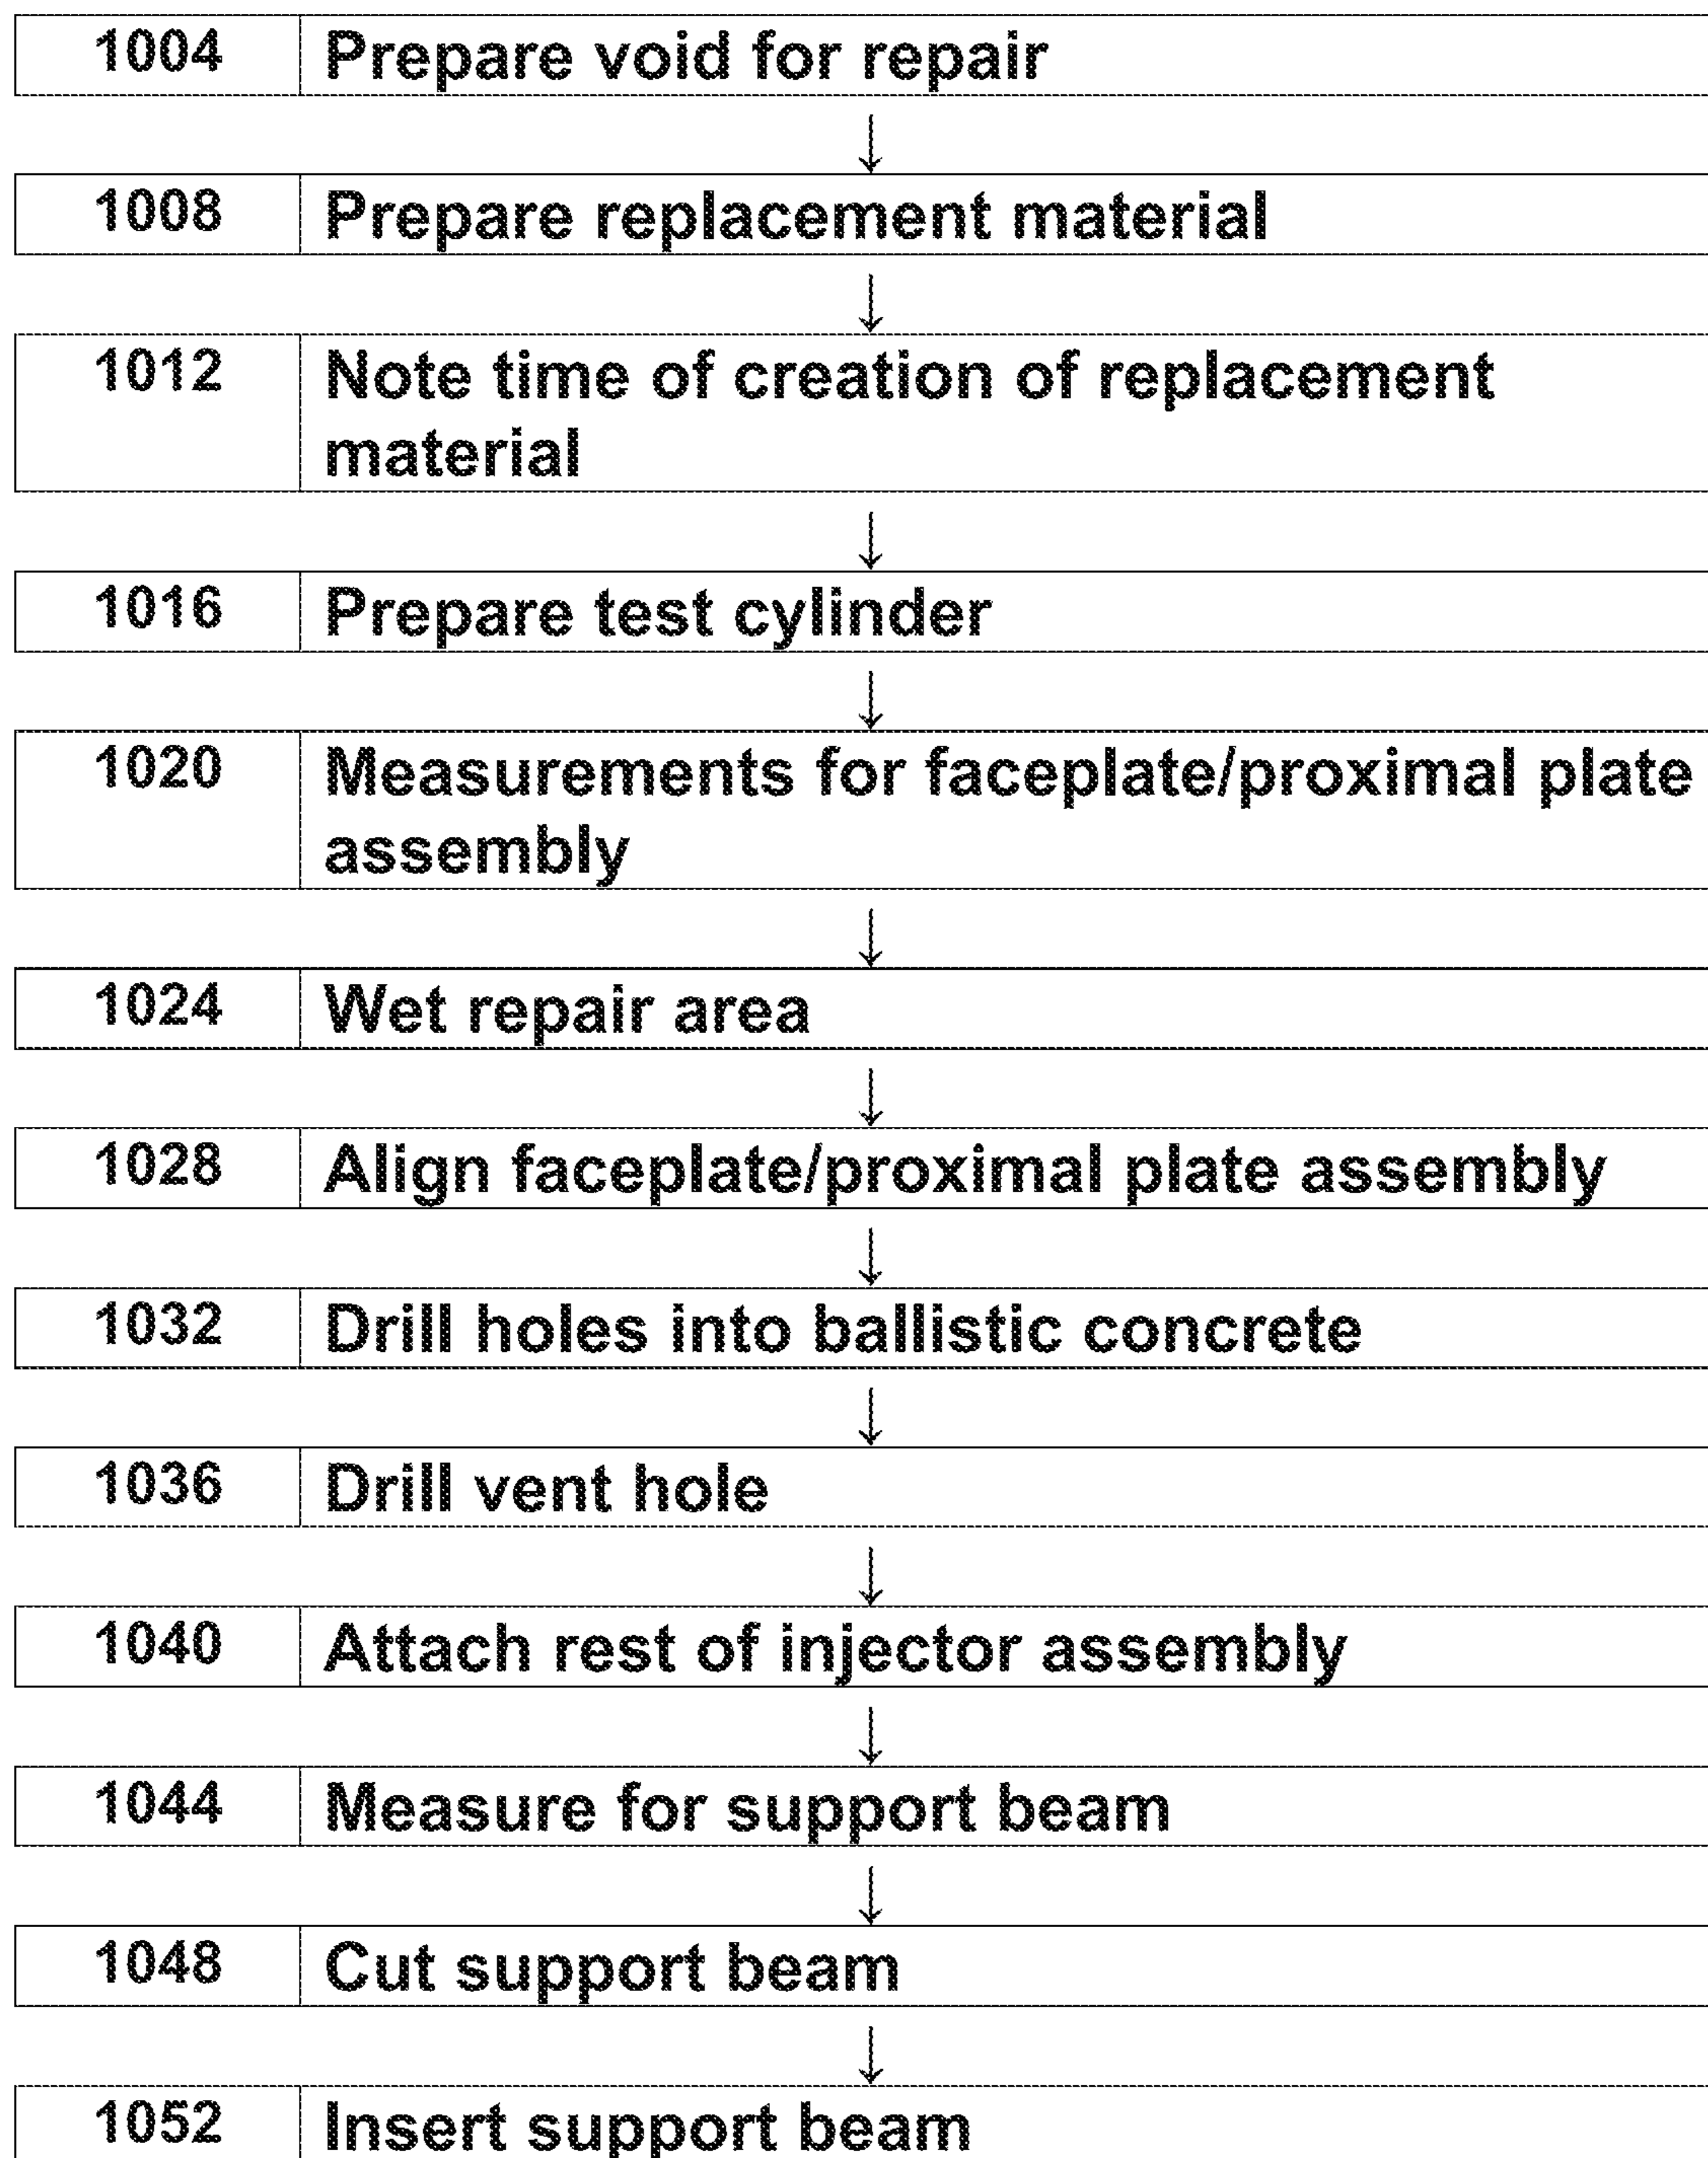 1004 Prepare void for repair
↓
1008 Prepare replacement material
↓
1012 Note time of creation of replacement
material
↓
1016 Prepare test cylinder
↓
1020 Measurements for faceplate/proximal plate
assembly
↓
1024 Wet repair area
↓
1028 Align faceplate/proximal plate assembly
↓
1032 Drill holes into ballistic concrete
↓
1036 Drill vent hole
↓
1040 Attach rest of injector assembly
↓
1044 Measure for support beam
↓
1048 Cut support beam
↓
1052 Insert support beam